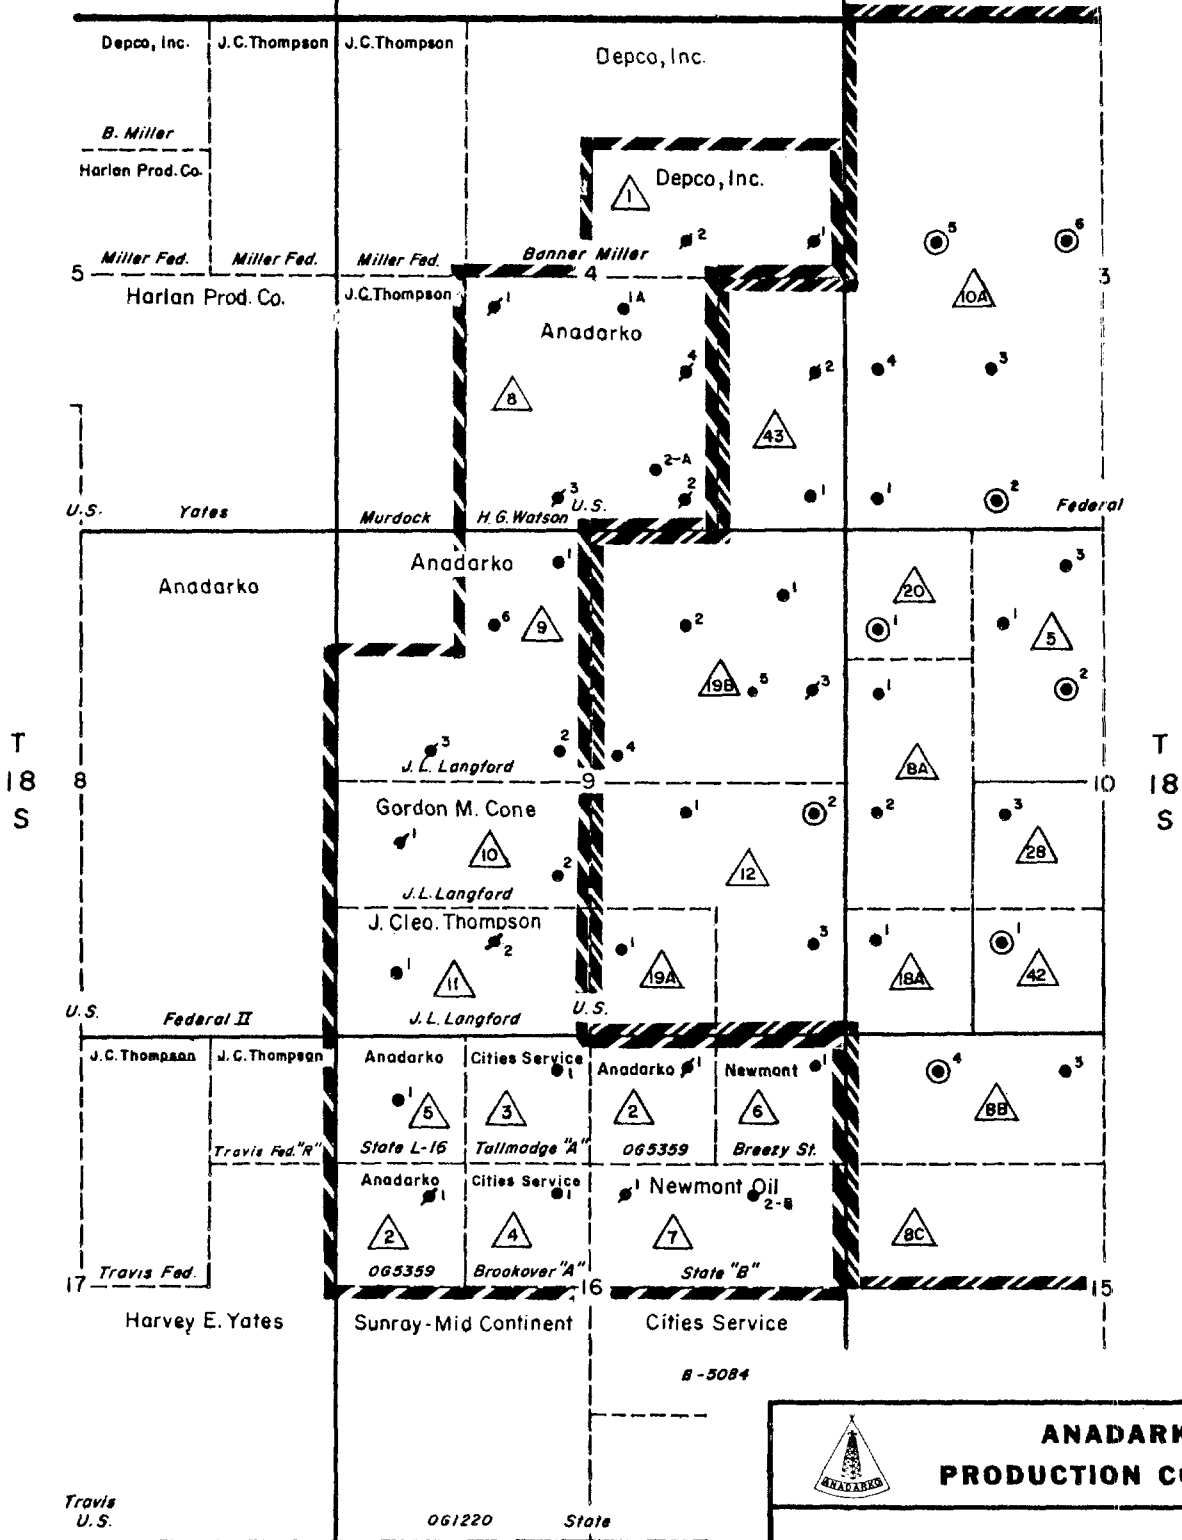 Depco, Inc.
J.C.Thompson
J.C.Thompson
Depco, Inc.
B. Miller
Harlan Prod. Co.
Depco, Inc.
1
2
1
5
6
Miller Fed.
Miller Fed.
Miller Fed.
Banner Miller
5
4
3
Harlan Prod. Co.
J.C.Thompson
1
1A
10A
Anadarko
4
2
4
3
8
43
2-A
3
2
1
1
2
U.S.
Yates
Murdock
H.G. Watson
U.S.
Federal
Anadarko
1
3
Anadarko
20
1
6
9
2
1
1
5
19B
5
3
1
2
T
18
S
3
2
4
8A
T
18
S
J.L. Langford
8
9
10
Gordon M. Cone
1
2
2
3
1
10
2
12
28
J.L. Langford
J. Cleo. Thompson
2
1
11
1
19A
3
1
18A
1
42
U.S.
Federal II
J.L. Langford
U.S.
J.C.Thompson
J.C.Thompson
Anadarko
Cities Service
1
Anadarko
1
Newmont
1
4
3
1
5
3
2
6
8B
Travis Fed."R"
State L-16
Tallmadge "A"
OG5359
Breezy St.
Anadarko
1
Cities Service
1
1
Newmont Oil
2-B
2
4
7
8C
Travis Fed.
OG5359
Brookover "A"
State "B"
17
16
15
Harvey E. Yates
Sunray-Mid Continent
Cities Service
B-5084
ANADARK
ANADARKO
PRODUCTION CO
Travis
U.S.
OG1220
State